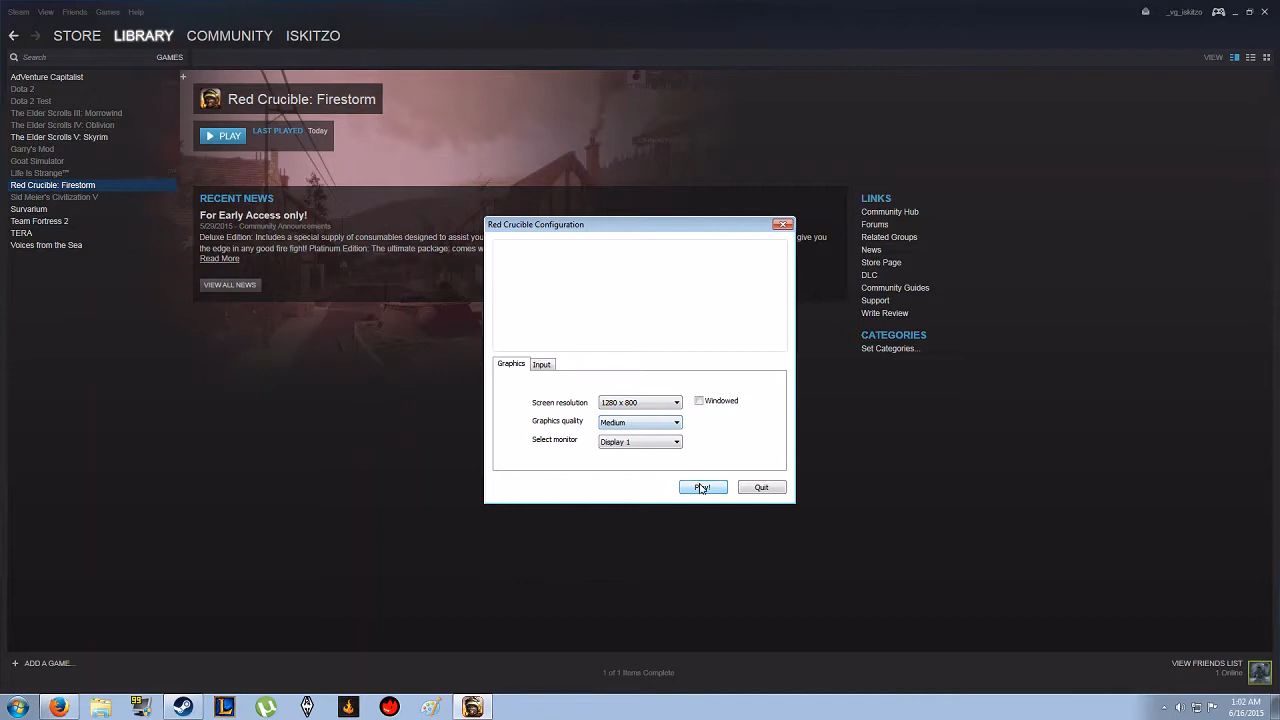 Steam View Friends Games Help
_vg_iskitzo
STORE LIBRARY COMMUNITY ISKITZO
Search GAMES
VIEW
AdVenture Capitalist
Dota 2
Dota 2 Test
The Elder Scrolls III: Morrowind
The Elder Scrolls IV: Oblivion
The Elder Scrolls V: Skyrim
Garry's Mod
Goat Simulator
Life Is Strange™
Red Crucible: Firestorm
Sid Meier's Civilization V
Survarium
Team Fortress 2
TERA
Voices from the Sea
+ ADD A GAME...
Red Crucible: Firestorm
PLAY LAST PLAYED Today
RECENT NEWS
For Early Access only!
5/29/2015 - Community Announcements
Deluxe Edition: Includes a special supply of consumables designed to assist you
give you
the edge in any good fire fight! Platinum Edition: The ultimate package: comes w
Read More
VIEW ALL NEWS
Red Crucible Configuration
Graphics Input
Screen resolution 1280 x 800 Windowed
Graphics quality Medium
Select monitor Display 1
Play! Quit
LINKS
Community Hub
Forums
Related Groups
News
Store Page
DLC
Community Guides
Support
Write Review
CATEGORIES
Set Categories...
1 of 1 Items Complete
VIEW FRIENDS LIST
1 Online
99
1:02 AM
6/16/2015